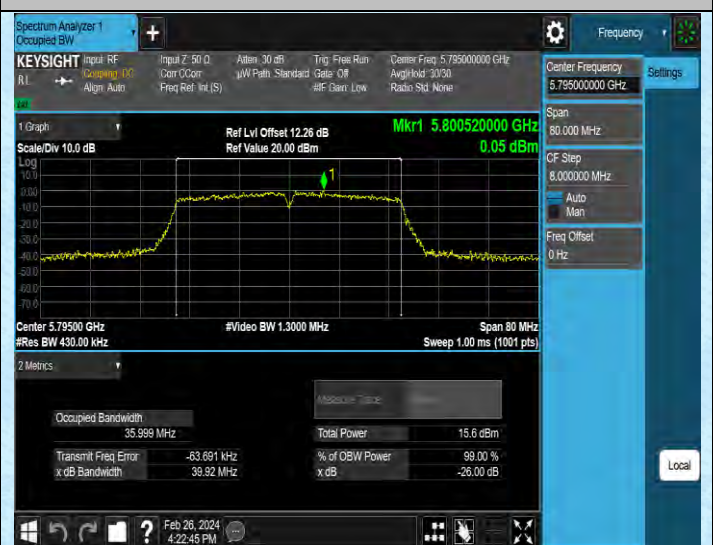 Spectrum Analyzer 1
Occupied BW
Frequency
KEYSIGHT
Input: RF
Coupling: DC
Align: Auto
RL
Input Z: 50 Ω
Corr CCorr
Freq Ref: Int (S)
Atten: 30 dB
µW Path: Standard
Trig: Free Run
Gate: Off
#IF Gain: Low
Center Freq: 5.795000000 GHz
Avg|Hold: 30/30
Radio Std: None
1 Graph
Scale/Div 10.0 dB
Ref Lvl Offset 12.26 dB
Ref Value 20.00 dBm
Mkr1 5.800520000 GHz
0.05 dBm
Log
10.0
0.00
-10.0
-20.0
-30.0
-40.0
-50.0
-60.0
-70.0
1
Center 5.79500 GHz
#Res BW 430.00 kHz
#Video BW 1.3000 MHz
Span 80 MHz
Sweep 1.00 ms (1001 pts)
2 Metrics
Measure Trace
Occupied Bandwidth
35.999 MHz
Total Power 15.6 dBm
Transmit Freq Error -63.691 kHz
% of OBW Power 99.00 %
x dB Bandwidth 39.92 MHz
x dB -26.00 dB
Center Frequency
5.795000000 GHz
Settings
Span
80.000 MHz
CF Step
8.000000 MHz
Auto
Man
Freq Offset
0 Hz
Local
?
Feb 26, 2024
4:22:45 PM